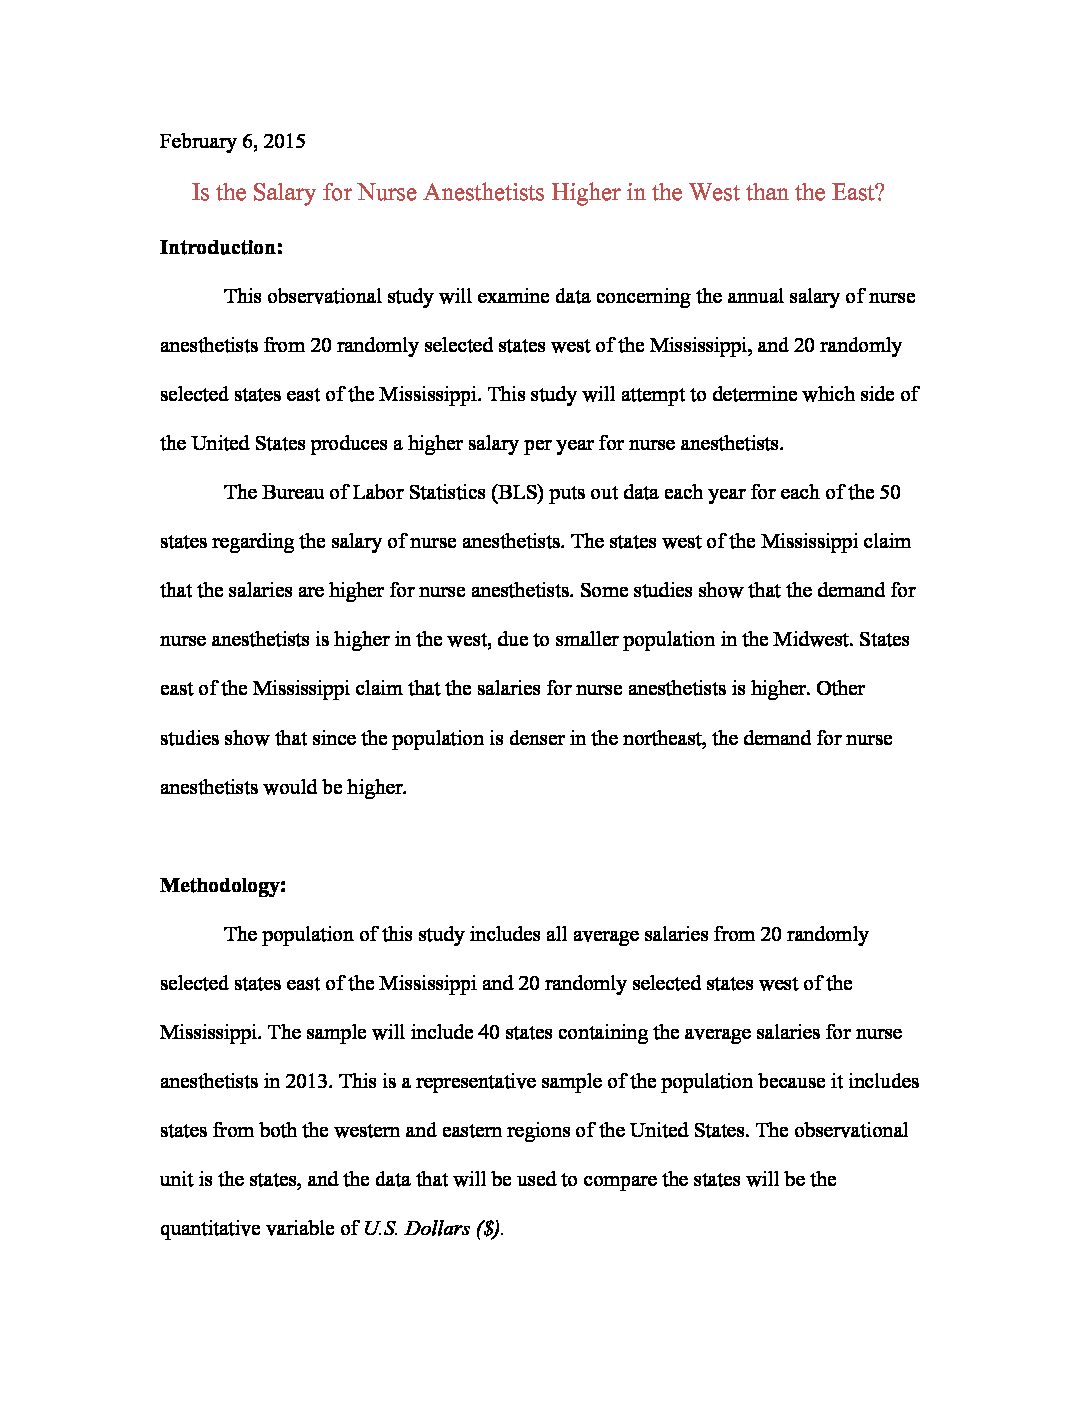 February 6, 2015
Is the Salary for Nurse Anesthetists Higher in the West than the East?
Introduction:
This observational study will examine data concerning the annual salary of nurse
anesthetists from 20 randomly selected states west of the Mississippi, and 20 randomly
selected states east of the Mississippi. This study will attempt to determine which side of
the United States produces a higher salary per year for nurse anesthetists.
The Bureau of Labor Statistics (BLS) puts out data each year for each of the 50
states regarding the salary of nurse anesthetists. The states west of the Mississippi claim
that the salaries are higher for nurse anesthetists. Some studies show that the demand for
nurse anesthetists is higher in the west, due to smaller population in the Midwest. States
east of the Mississippi claim that the salaries for nurse anesthetists is higher. Other
studies show that since the population is denser in the northeast, the demand for nurse
anesthetists would be higher.
Methodology:
The population of this study includes all average salaries from 20 randomly
selected states east of the Mississippi and 20 randomly selected states west of the
Mississippi. The sample will include 40 states containing the average salaries for nurse
anesthetists in 2013. This is a representative sample of the population because it includes
states from both the western and eastern regions of the United States. The observational
unit is the states, and the data that will be used to compare the states will be the
quantitative variable of U.S. Dollars ($).